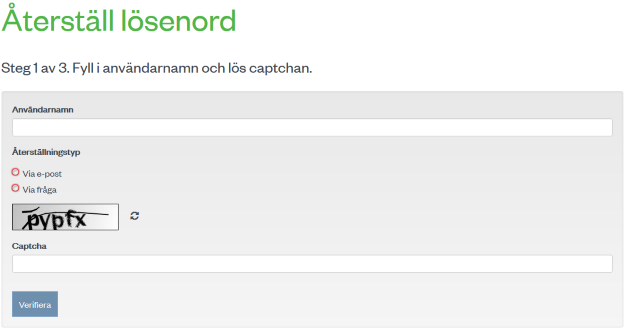 Återställ lösenord
Steg 1 av 3. Fyll i användarnamn och lös captchan.
Användarnamn
Återställningstyp
Via e-post
Via fråga
pypfx
Captcha
Verifiera